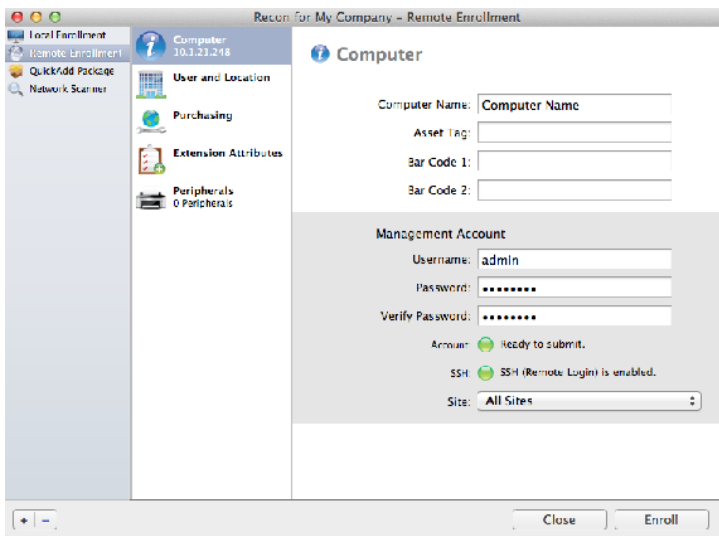 Recon for My Company - Remote Enrollment
Local Enrollment
Remote Enrollment
QuickAdd Package
Network Scanner
Computer
10.1.21.248
User and Location
Purchasing
Extension Attributes
Peripherals
0 Peripherals
Computer
Computer Name: Computer Name
Asset Tag:
Bar Code 1:
Bar Code 2:
Management Account
Username: admin
Password: ••••••••
Verify Password: ••••••••
Account: Ready to submit.
SSH: SSH (Remote Login) is enabled.
Site: All Sites
+ −
Close
Enroll